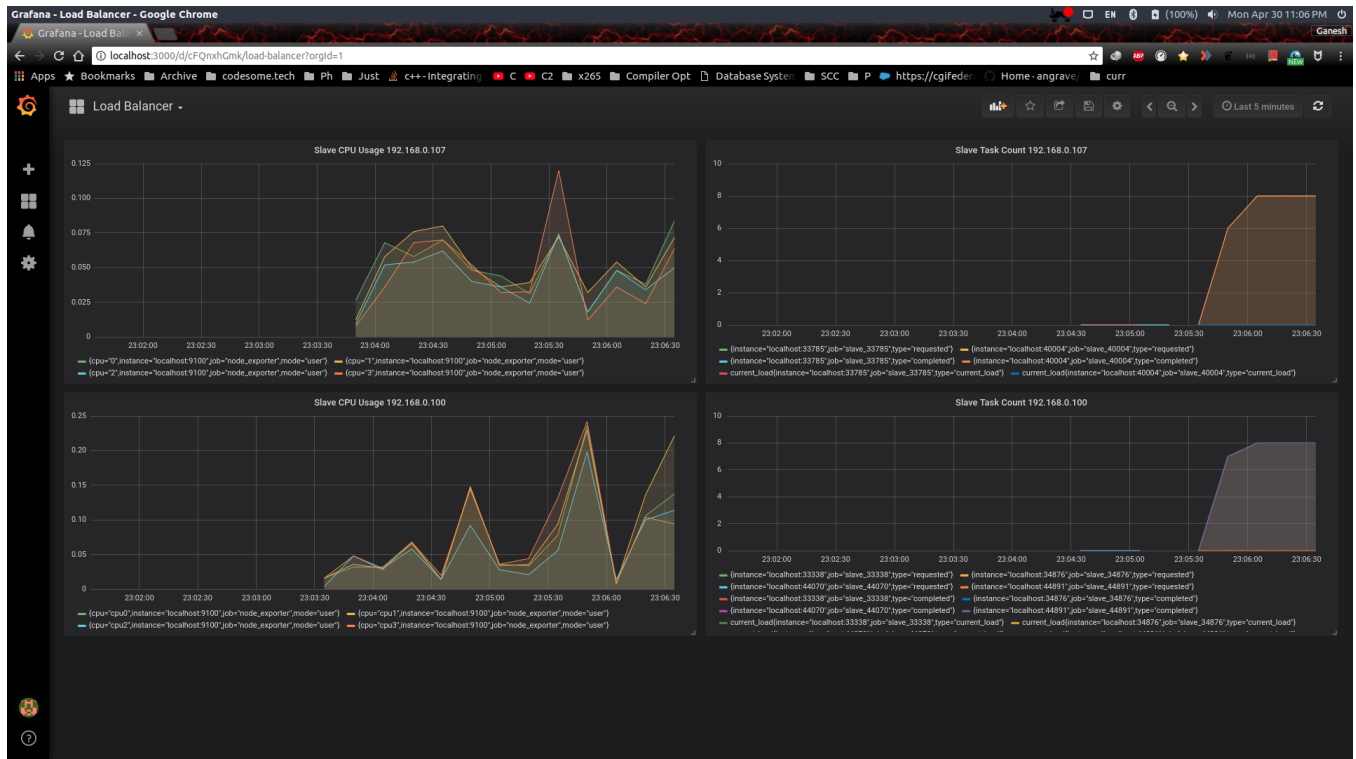 Grafana - Load Balancer - Google Chrome
EN (100%) Mon Apr 30 11:06 PM
Grafana - Load Bal
Ganesh
localhost:3000/d/cFQnxhGmk/load-balancer?orgId=1
Apps Bookmarks Archive codesome.tech Ph Just c++-Integrating C C2 x265 Compiler Opt Database System SCC P https://cgifeder Home · angrave/ curr
ABP
NEW
Load Balancer
Last 5 minutes
Slave CPU Usage 192.168.0.107
0.125
0.100
0.075
0.050
0.025
0
23:02:00 23:02:30 23:03:00 23:03:30 23:04:00 23:04:30 23:05:00 23:05:30 23:06:00 23:06:30
{cpu="0",instance="localhost:9100",job="node_exporter",mode="user"} {cpu="1",instance="localhost:9100",job="node_exporter",mode="user"}
{cpu="2",instance="localhost:9100",job="node_exporter",mode="user"} {cpu="3",instance="localhost:9100",job="node_exporter",mode="user"}
Slave Task Count 192.168.0.107
10
8
6
4
2
0
23:02:00 23:02:30 23:03:00 23:03:30 23:04:00 23:04:30 23:05:00 23:05:30 23:06:00 23:06:30
{instance="localhost:33785",job="slave_33785",type="requested"} {instance="localhost:40004",job="slave_40004",type="requested"}
{instance="localhost:33785",job="slave_33785",type="completed"} {instance="localhost:40004",job="slave_40004",type="completed"}
current_load{instance="localhost:33785",job="slave_33785",type="current_load"} current_load{instance="localhost:40004",job="slave_40004",type="current_load"}
Slave CPU Usage 192.168.0.100
0.25
0.20
0.15
0.10
0.05
0
23:02:00 23:02:30 23:03:00 23:03:30 23:04:00 23:04:30 23:05:00 23:05:30 23:06:00 23:06:30
{cpu="cpu0",instance="localhost:9100",job="node_exporter",mode="user"} {cpu="cpu1",instance="localhost:9100",job="node_exporter",mode="user"}
{cpu="cpu2",instance="localhost:9100",job="node_exporter",mode="user"} {cpu="cpu3",instance="localhost:9100",job="node_exporter",mode="user"}
Slave Task Count 192.168.0.100
10
8
6
4
2
0
23:02:00 23:02:30 23:03:00 23:03:30 23:04:00 23:04:30 23:05:00 23:05:30 23:06:00 23:06:30
{instance="localhost:33338",job="slave_33338",type="requested"} {instance="localhost:34876",job="slave_34876",type="requested"}
{instance="localhost:44070",job="slave_44070",type="requested"} {instance="localhost:44891",job="slave_44891",type="requested"}
{instance="localhost:33338",job="slave_33338",type="completed"} {instance="localhost:34876",job="slave_34876",type="completed"}
{instance="localhost:44070",job="slave_44070",type="completed"} {instance="localhost:44891",job="slave_44891",type="completed"}
current_load{instance="localhost:33338",job="slave_33338",type="current_load"} current_load{instance="localhost:34876",job="slave_34876",type="current_load"}